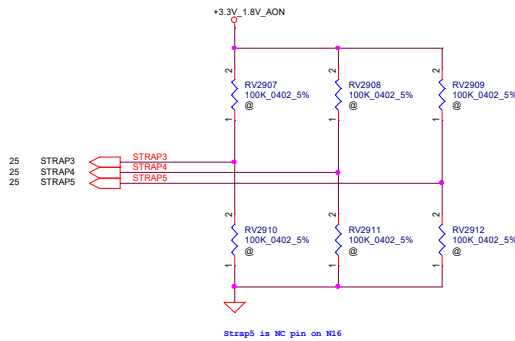 +3.3V_1.8V_AON
2
2
2
RV2907
100K_0402_5%
@
RV2908
100K_0402_5%
@
RV2909
100K_0402_5%
@
1
1
1
25 STRAP3 STRAP3
25 STRAP4 STRAP4
25 STRAP5 STRAP5
2
2
2
RV2910
100K_0402_5%
@
RV2911
100K_0402_5%
@
RV2912
100K_0402_5%
@
1
1
1
Strap5 is NC pin on N16